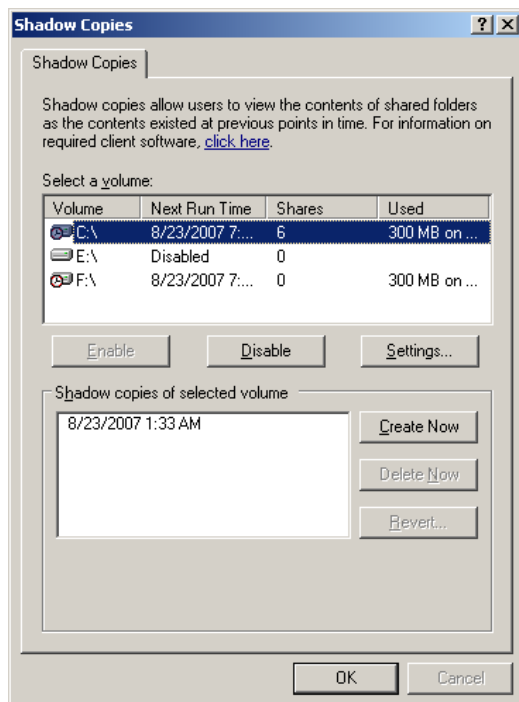 Shadow Copies
Shadow Copies
Shadow copies allow users to view the contents of shared folders
as the contents existed at previous points in time. For information on
required client software, click here.
Select a volume:
Volume Next Run Time Shares Used
C:\ 8/23/2007 7:... 6 300 MB on ...
E:\ Disabled 0
F:\ 8/23/2007 7:... 0 300 MB on ...
Enable Disable Settings...
Shadow copies of selected volume
8/23/2007 1:33 AM
Create Now
Delete Now
Revert...
OK Cancel